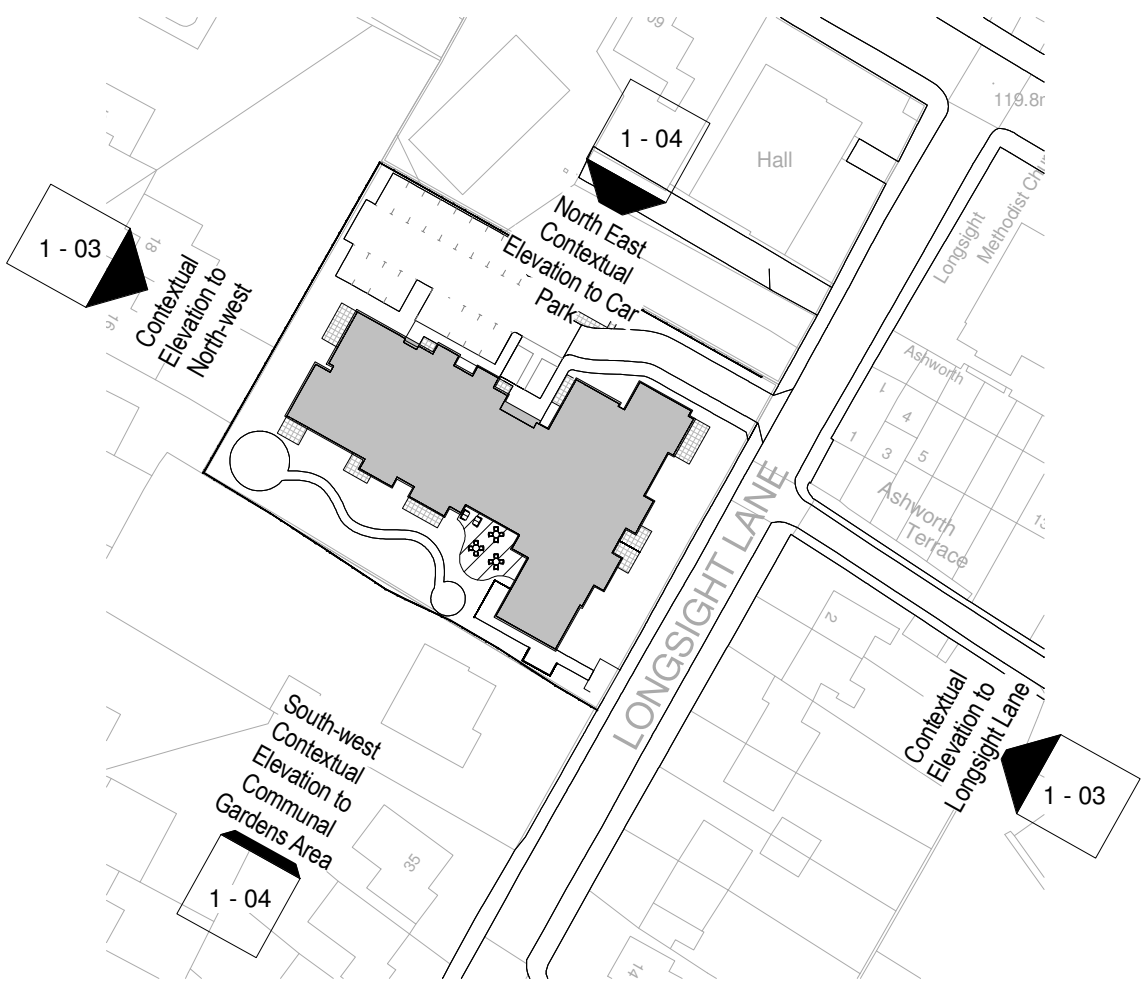 09
119.8m
1 - 04
Hall
Longsight
Methodist Chu
1 - 03
18
16
Contextual
Elevation to
North-west
North East
Contextual
Elevation to Car
Park
Ashworth
1
4
1
3
5
Ashworth
Terrace
13
LONGSIGHT LANE
2
South-west
Contextual
Elevation to
Communal
Gardens Area
1 - 04
35
Contextual
Elevation to
Longsight Lane
1 - 03
14